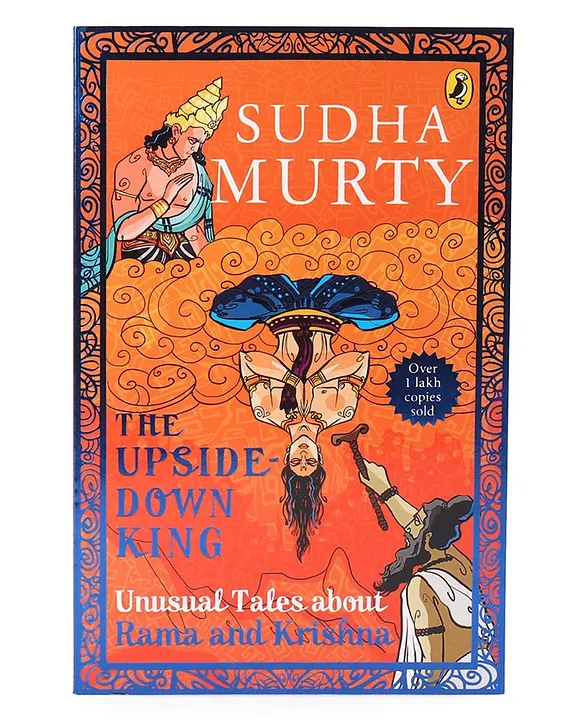 SUDHA
MURTY
Over
1 lakh
copies
sold
THE
UPSIDE-
DOWN
KING
Unusual Tales about
Rama and Krishna